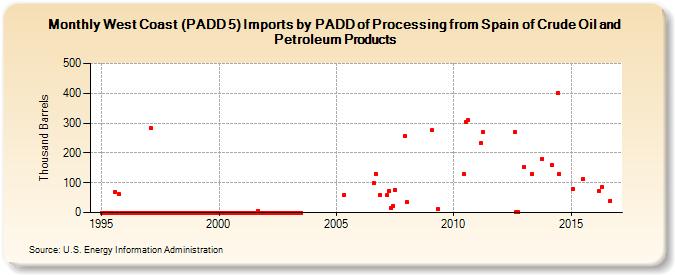 Monthly West Coast (PADD 5) Imports by PADD of Processing from Spain of Crude Oil and
Petroleum Products
Thousand Barrels
500
400
300
200
100
0
1995
2000
2005
2010
2015
Source: U.S. Energy Information Administration